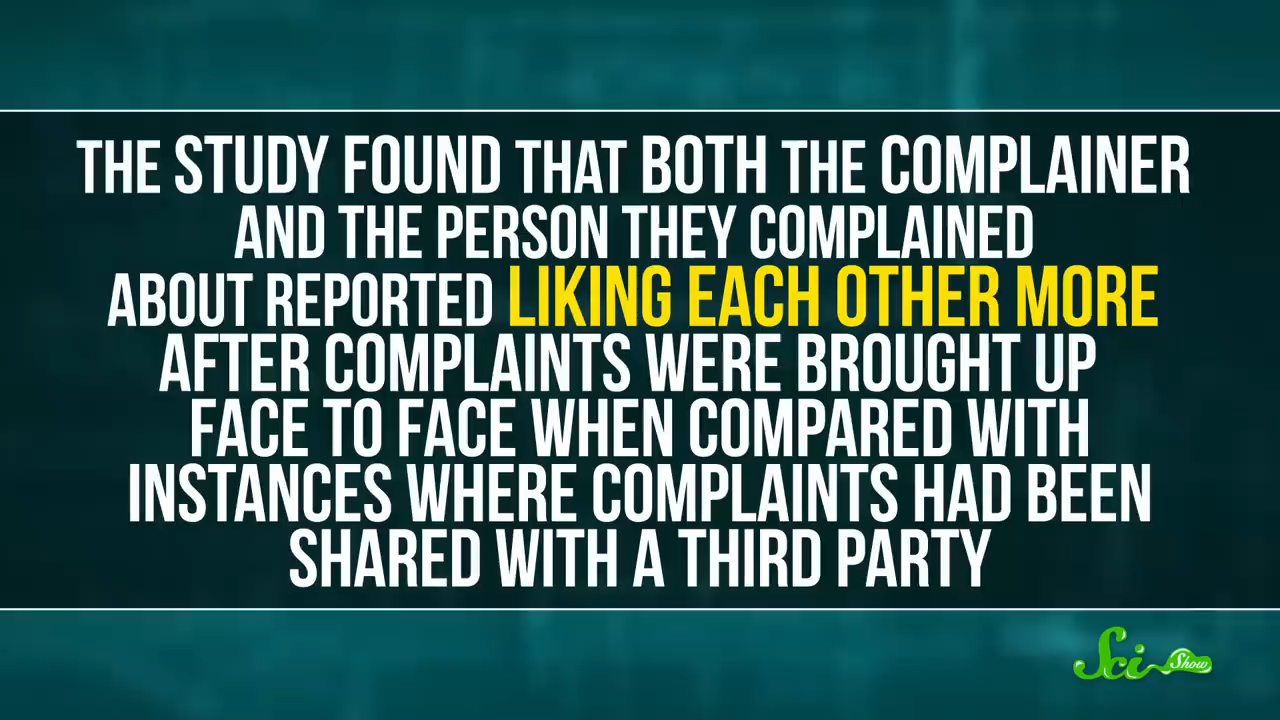 THE STUDY FOUND THAT BOTH THE COMPLAINER
AND THE PERSON THEY COMPLAINED
ABOUT REPORTED LIKING EACH OTHER MORE
AFTER COMPLAINTS WERE BROUGHT UP
FACE TO FACE WHEN COMPARED WITH
INSTANCES WHERE COMPLAINTS HAD BEEN
SHARED WITH A THIRD PARTY
Sci Show